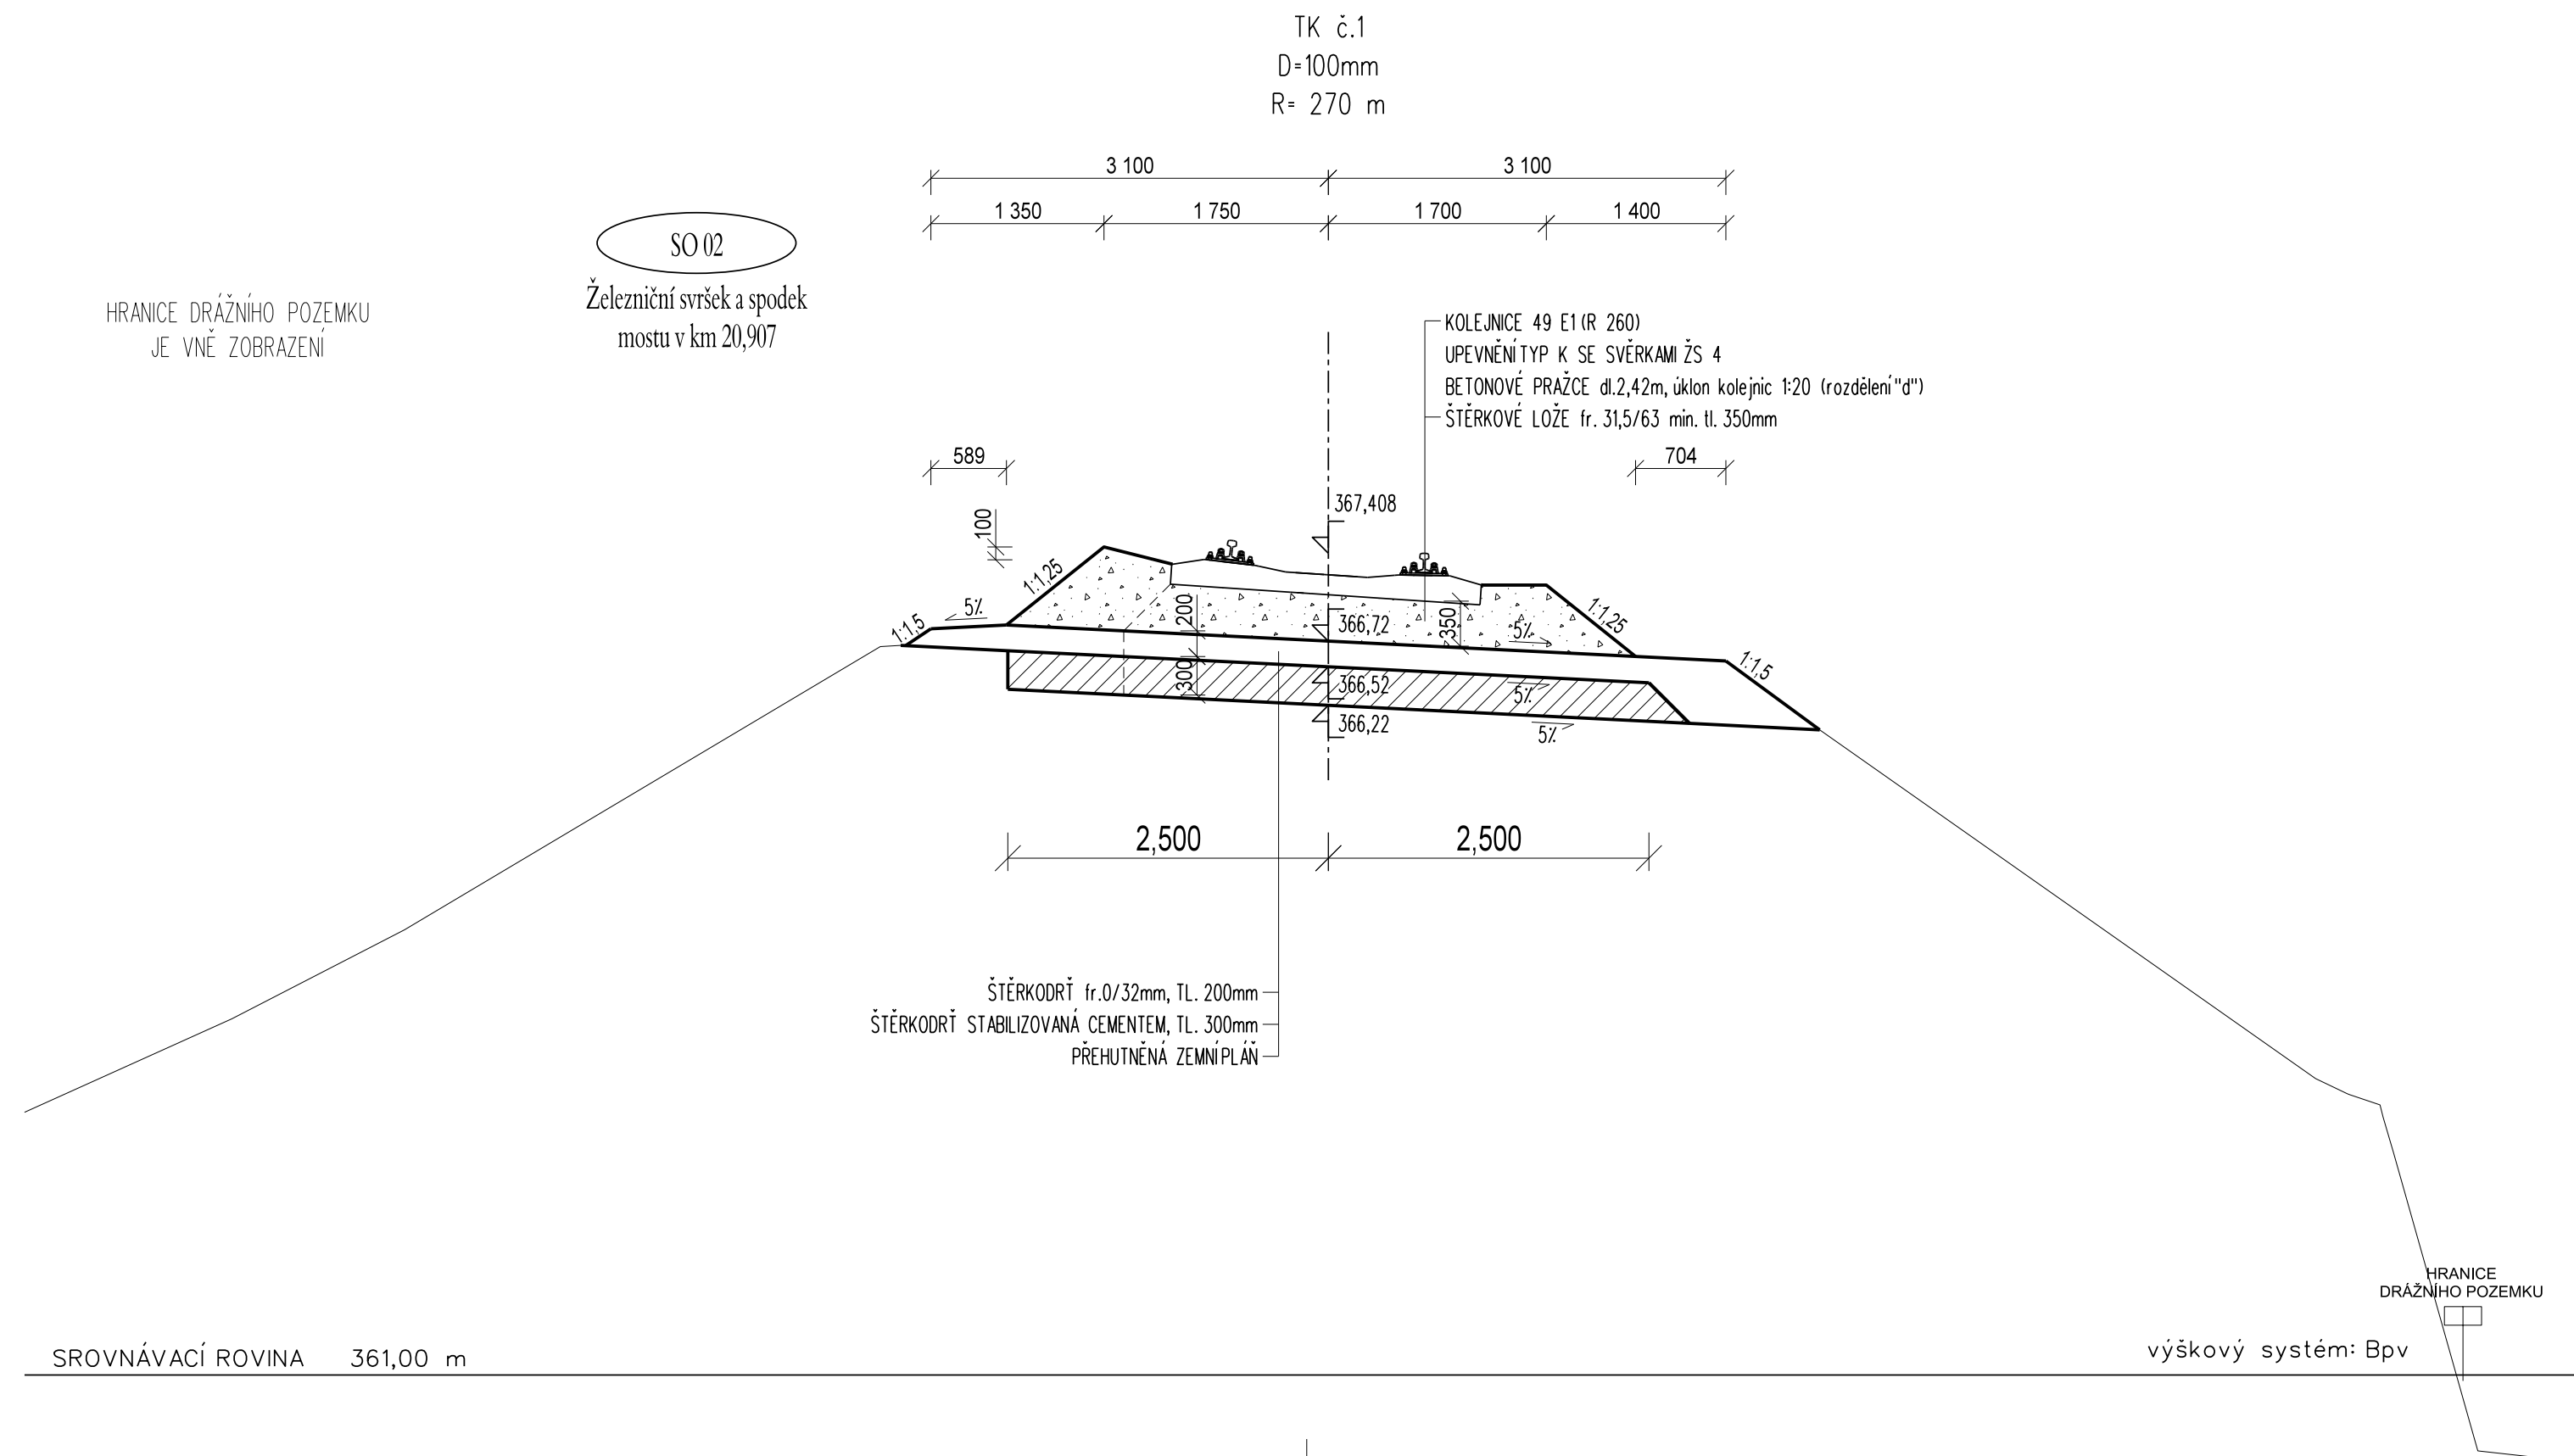 TK č.1
D=100mm
R= 270 m
3 100
3 100
1 350
1 750
1 700
1 400
SO 02
Železniční svršek a spodek
mostu v km 20,907
HRANICE DRÁŽNÍHO POZEMKU
JE VNĚ ZOBRAZENÍ
KOLEJNICE 49 E1 (R 260)
UPEVNĚNÍ TYP K SE SVĚRKAMI ŽS 4
BETONOVÉ PRAŽCE dl.2,42m, úklon kolejnic 1:20 (rozdělení "d")
ŠTĚRKOVÉ LOŽE fr. 31,5/63 min. tl. 350mm
589
704
367,408
100
1:1,25
1:1,25
5%
1:1,5
200
366,72
350
5%
1:1,5
300
366,52
5%
366,22
5%
2,500
2,500
ŠTĚRKODRŤ fr.0/32mm, TL. 200mm
ŠTĚRKODRŤ STABILIZOVANÁ CEMENTEM, TL. 300mm
PŘEHUTNĚNÁ ZEMNÍ PLÁŇ
HRANICE
DRÁŽNÍHO POZEMKU
SROVNÁVACÍ ROVINA 361,00 m
výškový systém: Bpv